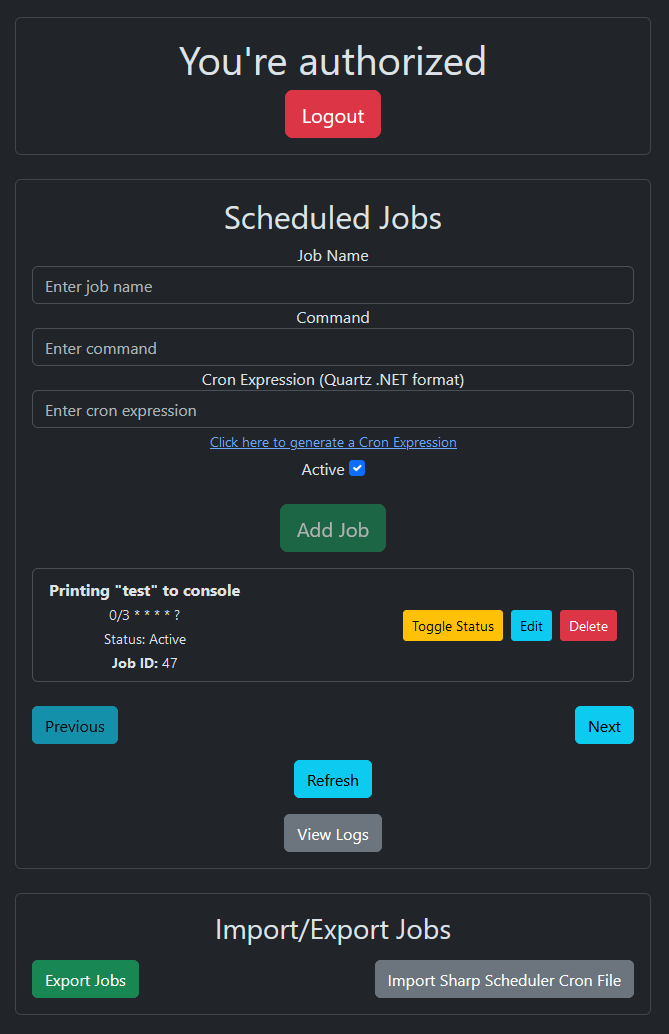 You're authorized
Logout
Scheduled Jobs
Job Name
Enter job name
Command
Enter command
Cron Expression (Quartz .NET format)
Enter cron expression
Click here to generate a Cron Expression
Active
Add Job
Printing "test" to console
0/3 * * * * ?
Status: Active
Job ID: 47
Toggle Status Edit Delete
Previous Next
Refresh
View Logs
Import/Export Jobs
Export Jobs Import Sharp Scheduler Cron File